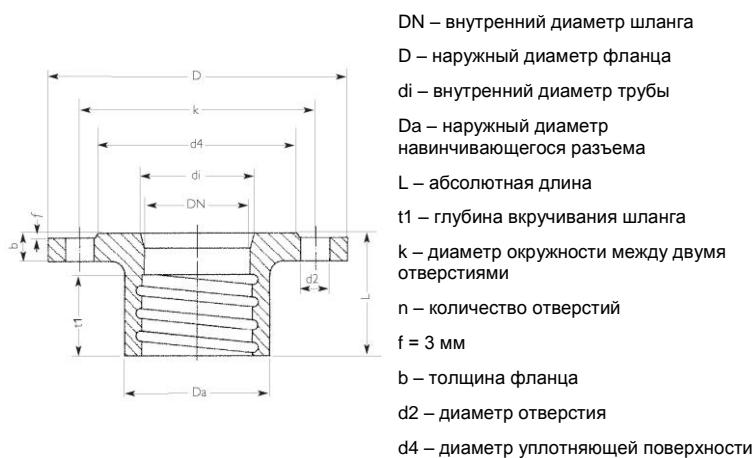 DN – внутренний диаметр шланга
D – наружный диаметр фланца
di – внутренний диаметр трубы
Da – наружный диаметр
навинчивающегося разъема
L – абсолютная длина
t1 – глубина вкручивания шланга
k – диаметр окружности между двумя
отверстиями
n – количество отверстий
f = 3 мм
b – толщина фланца
d2 – диаметр отверстия
d4 – диаметр уплотняющей поверхности
D
k
d4
di
DN
f
b
d2
L
t1
Da